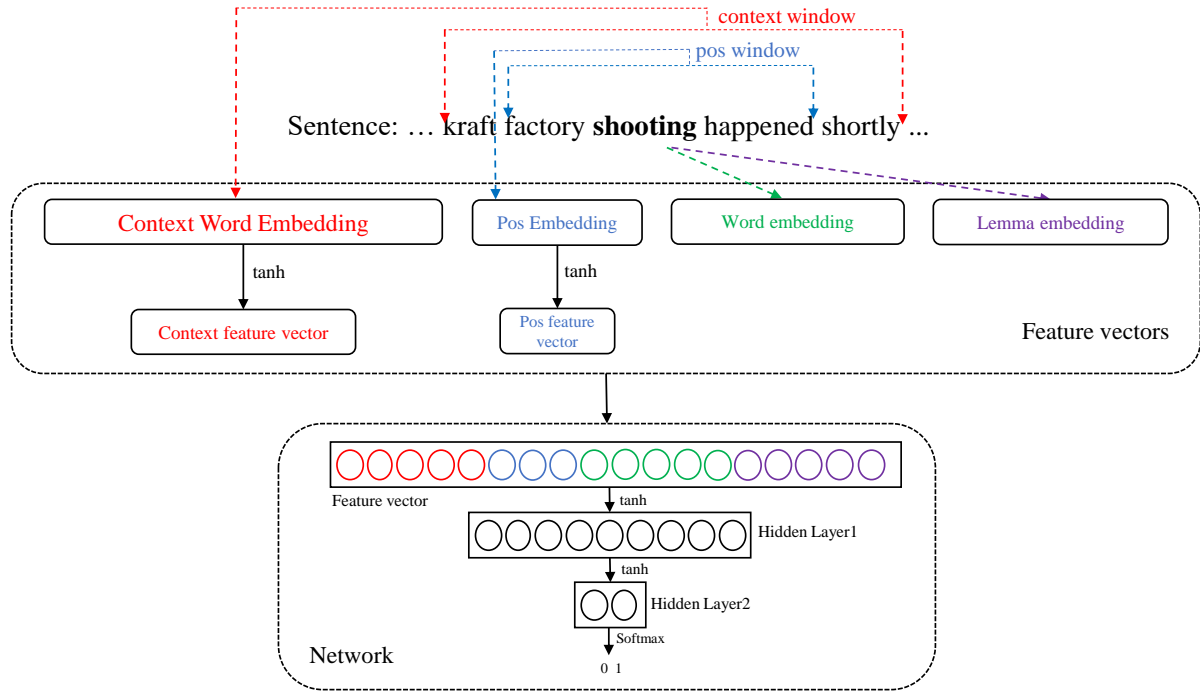 context window
pos window
Sentence: … kraft factory shooting happened shortly ...
Context Word Embedding
Pos Embedding
Word embedding
Lemma embedding
tanh
tanh
Context feature vector
Pos feature
vector
Feature vectors
Feature vector
tanh
Hidden Layer1
tanh
Hidden Layer2
Softmax
0 1
Network